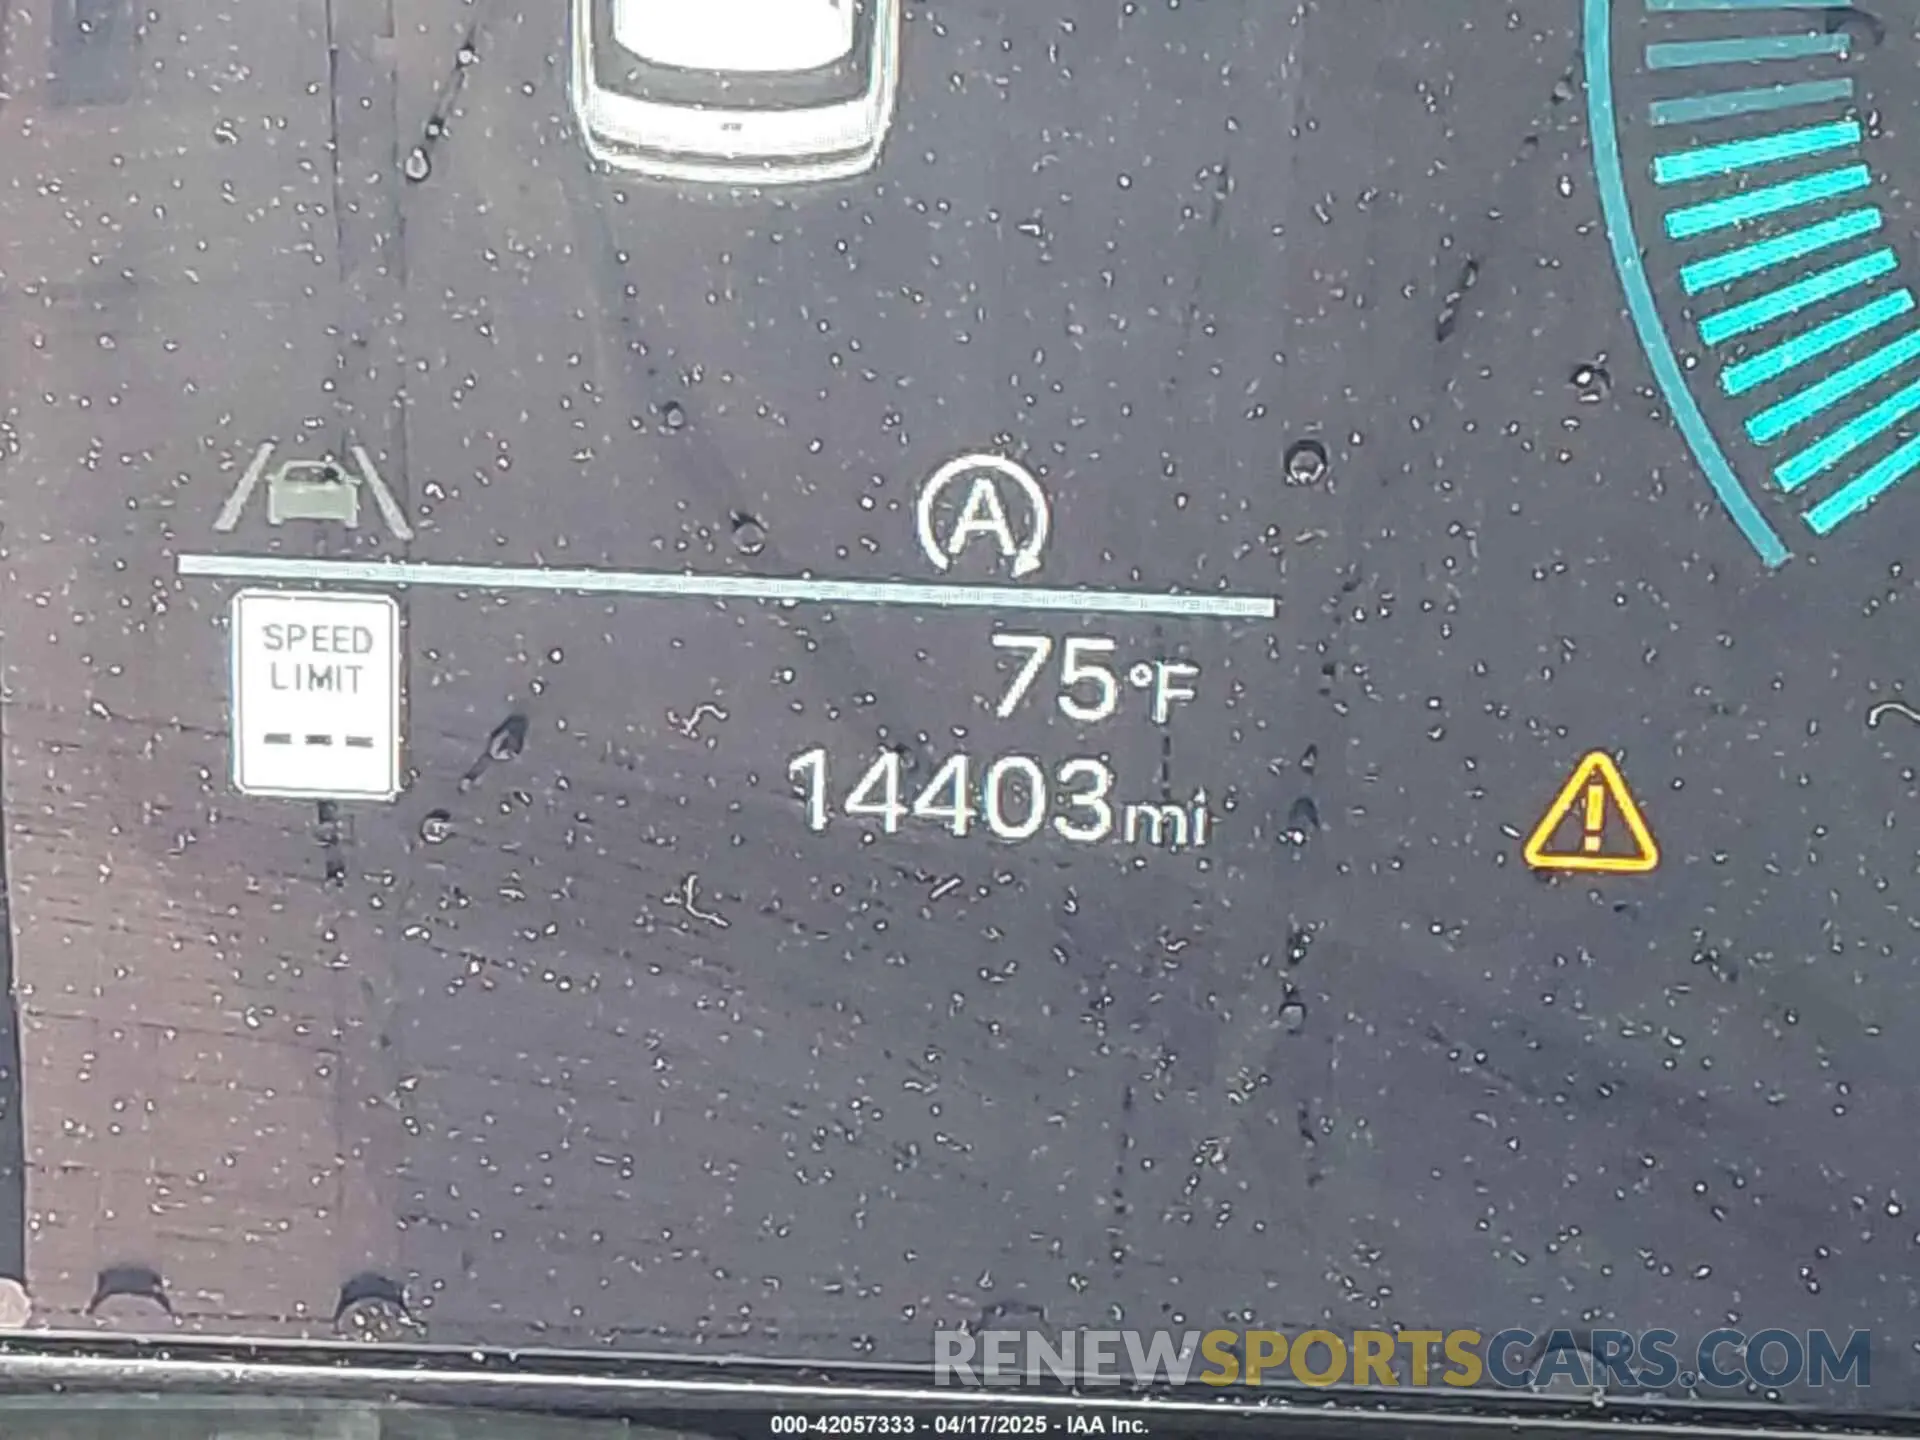 A
SPEED
LIMIT
---
75°F
14403mi
!
RENEWSPORTSCARS.COM
000-42057333 - 04/17/2025 - IAA Inc.